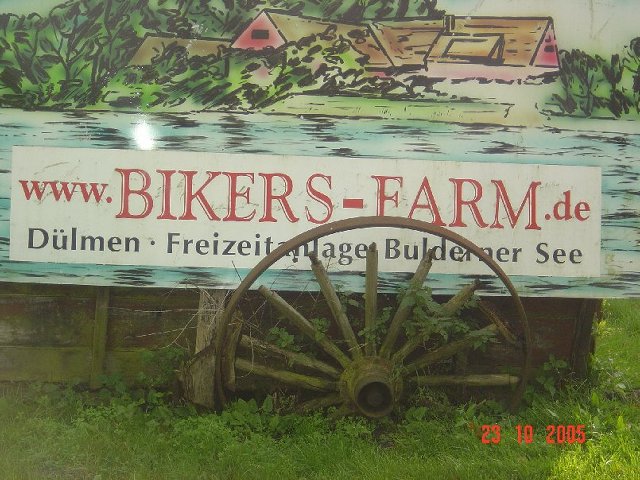 www.BIKERS-FARM.de
Dülmen · Freizeitanlage Bulderner See
23 10 2005